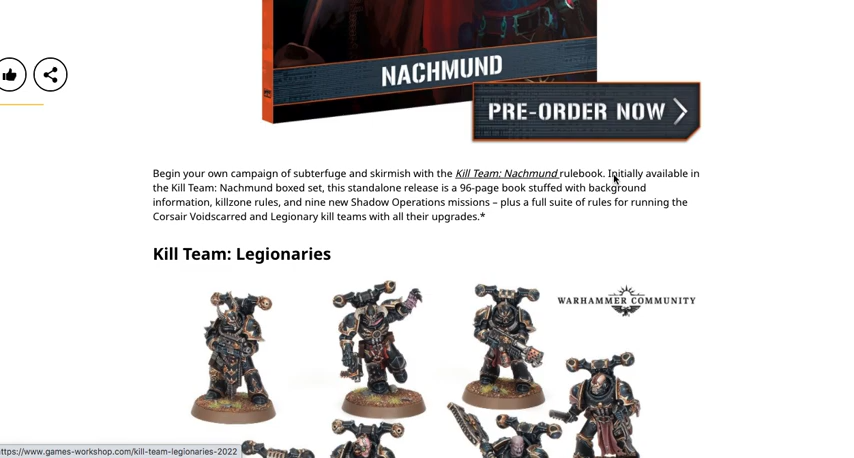 NACHMUND
PRE-ORDER NOW
Begin your own campaign of subterfuge and skirmish with the Kill Team: Nachmund rulebook. Initially available in
the Kill Team: Nachmund boxed set, this standalone release is a 96-page book stuffed with background
information, killzone rules, and nine new Shadow Operations missions – plus a full suite of rules for running the
Corsair Voidscarred and Legionary kill teams with all their upgrades.*
Kill Team: Legionaries
WARHAMMER COMMUNITY
ttps://www.games-workshop.com/kill-team-legionaries-2022